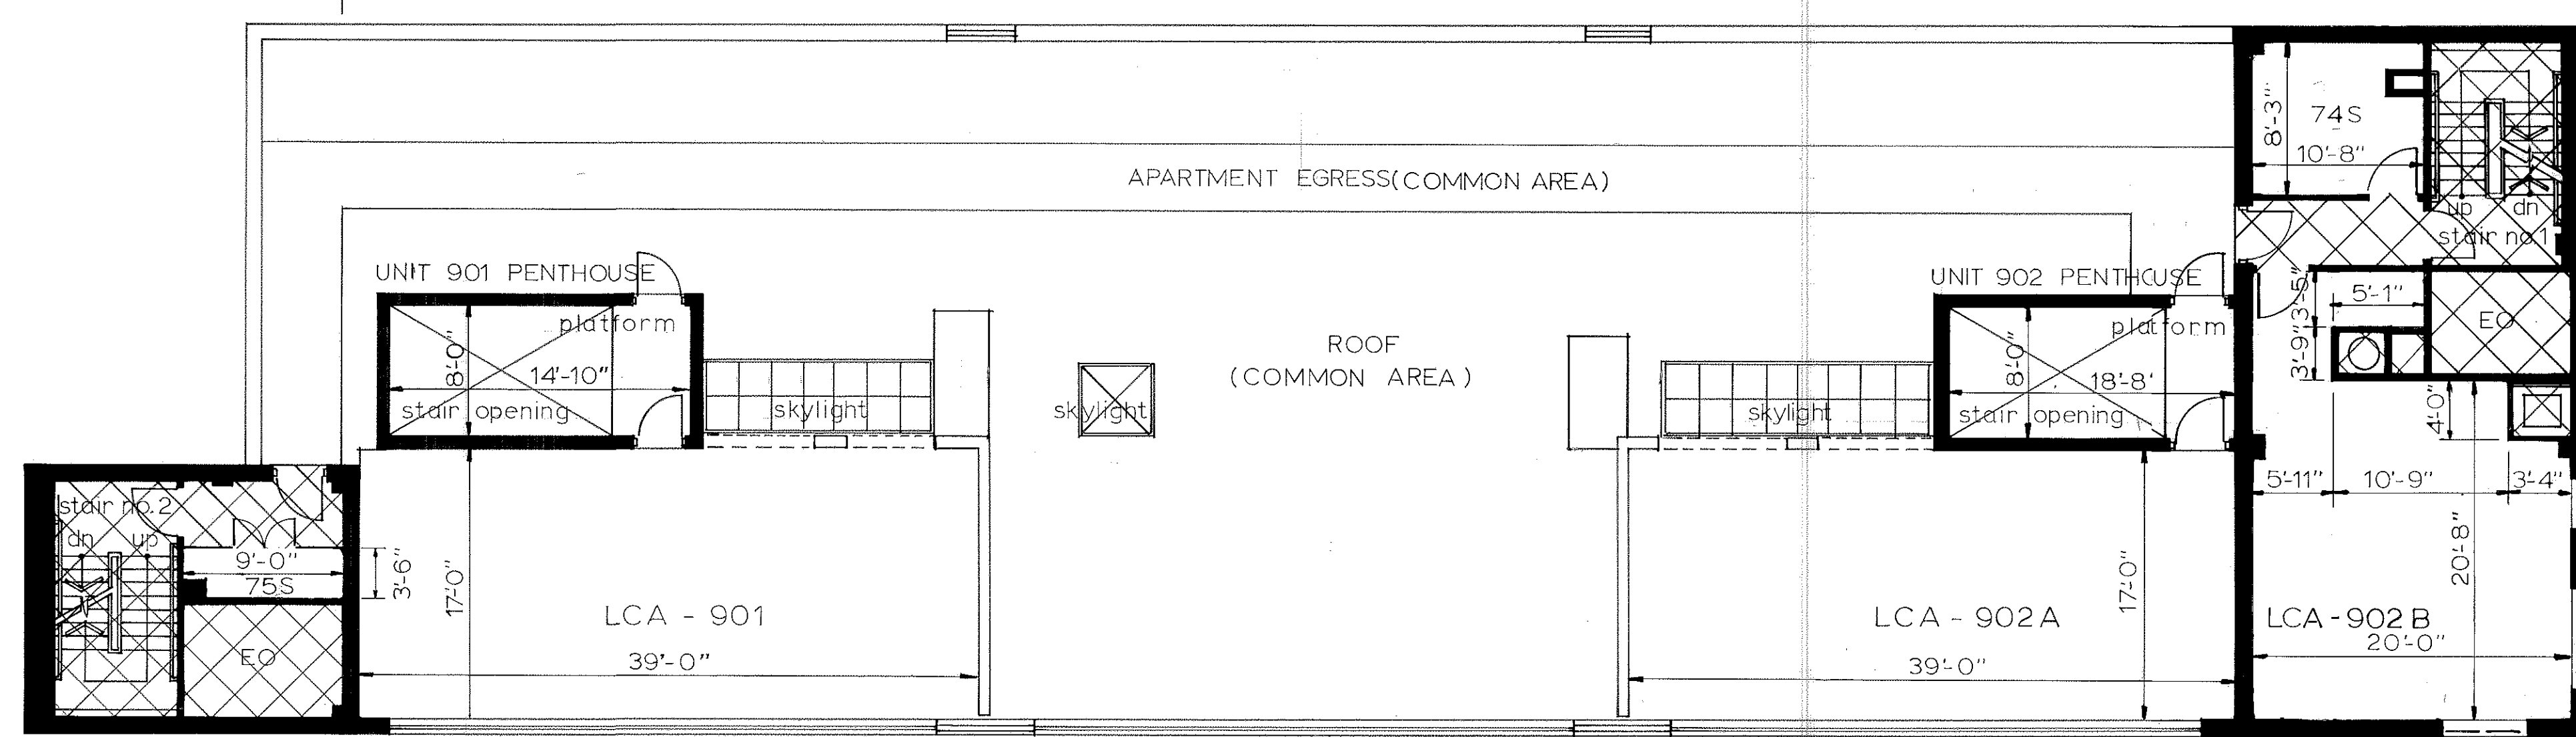 74S
8'-3"
10'-8"
APARTMENT EGRESS(COMMON AREA)
up dn
stair no.1
UNIT 901 PENTHOUSE
UNIT 902 PENTHOUSE
3'-5"
5'-1"
EO
platform
platform
ROOF
(COMMON AREA)
8'-0"
14'-10"
8'-0"
18'-8'
3'-9"
stair opening
skylight
skylight
skylight
stair opening
4'-0"
5'-11" 10'-9" 3'-4"
stair no.2
dn up
9'-0"
75S
3'-6"
17'-0"
17'-0"
20'-8"
LCA - 901
LCA - 902A
LCA - 902B
20'-0"
EO
39'-0"
39'-0"